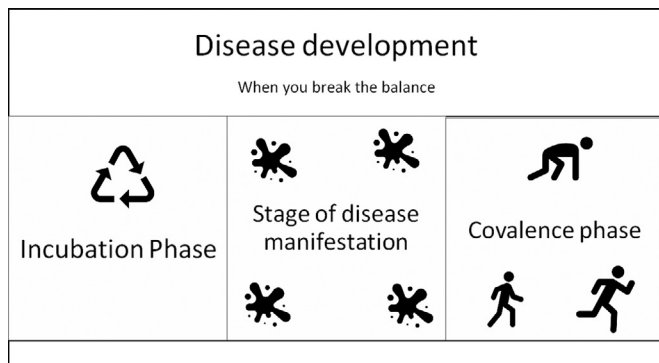 Disease development
When you break the balance
Incubation Phase
Stage of disease
manifestation
Covalence phase